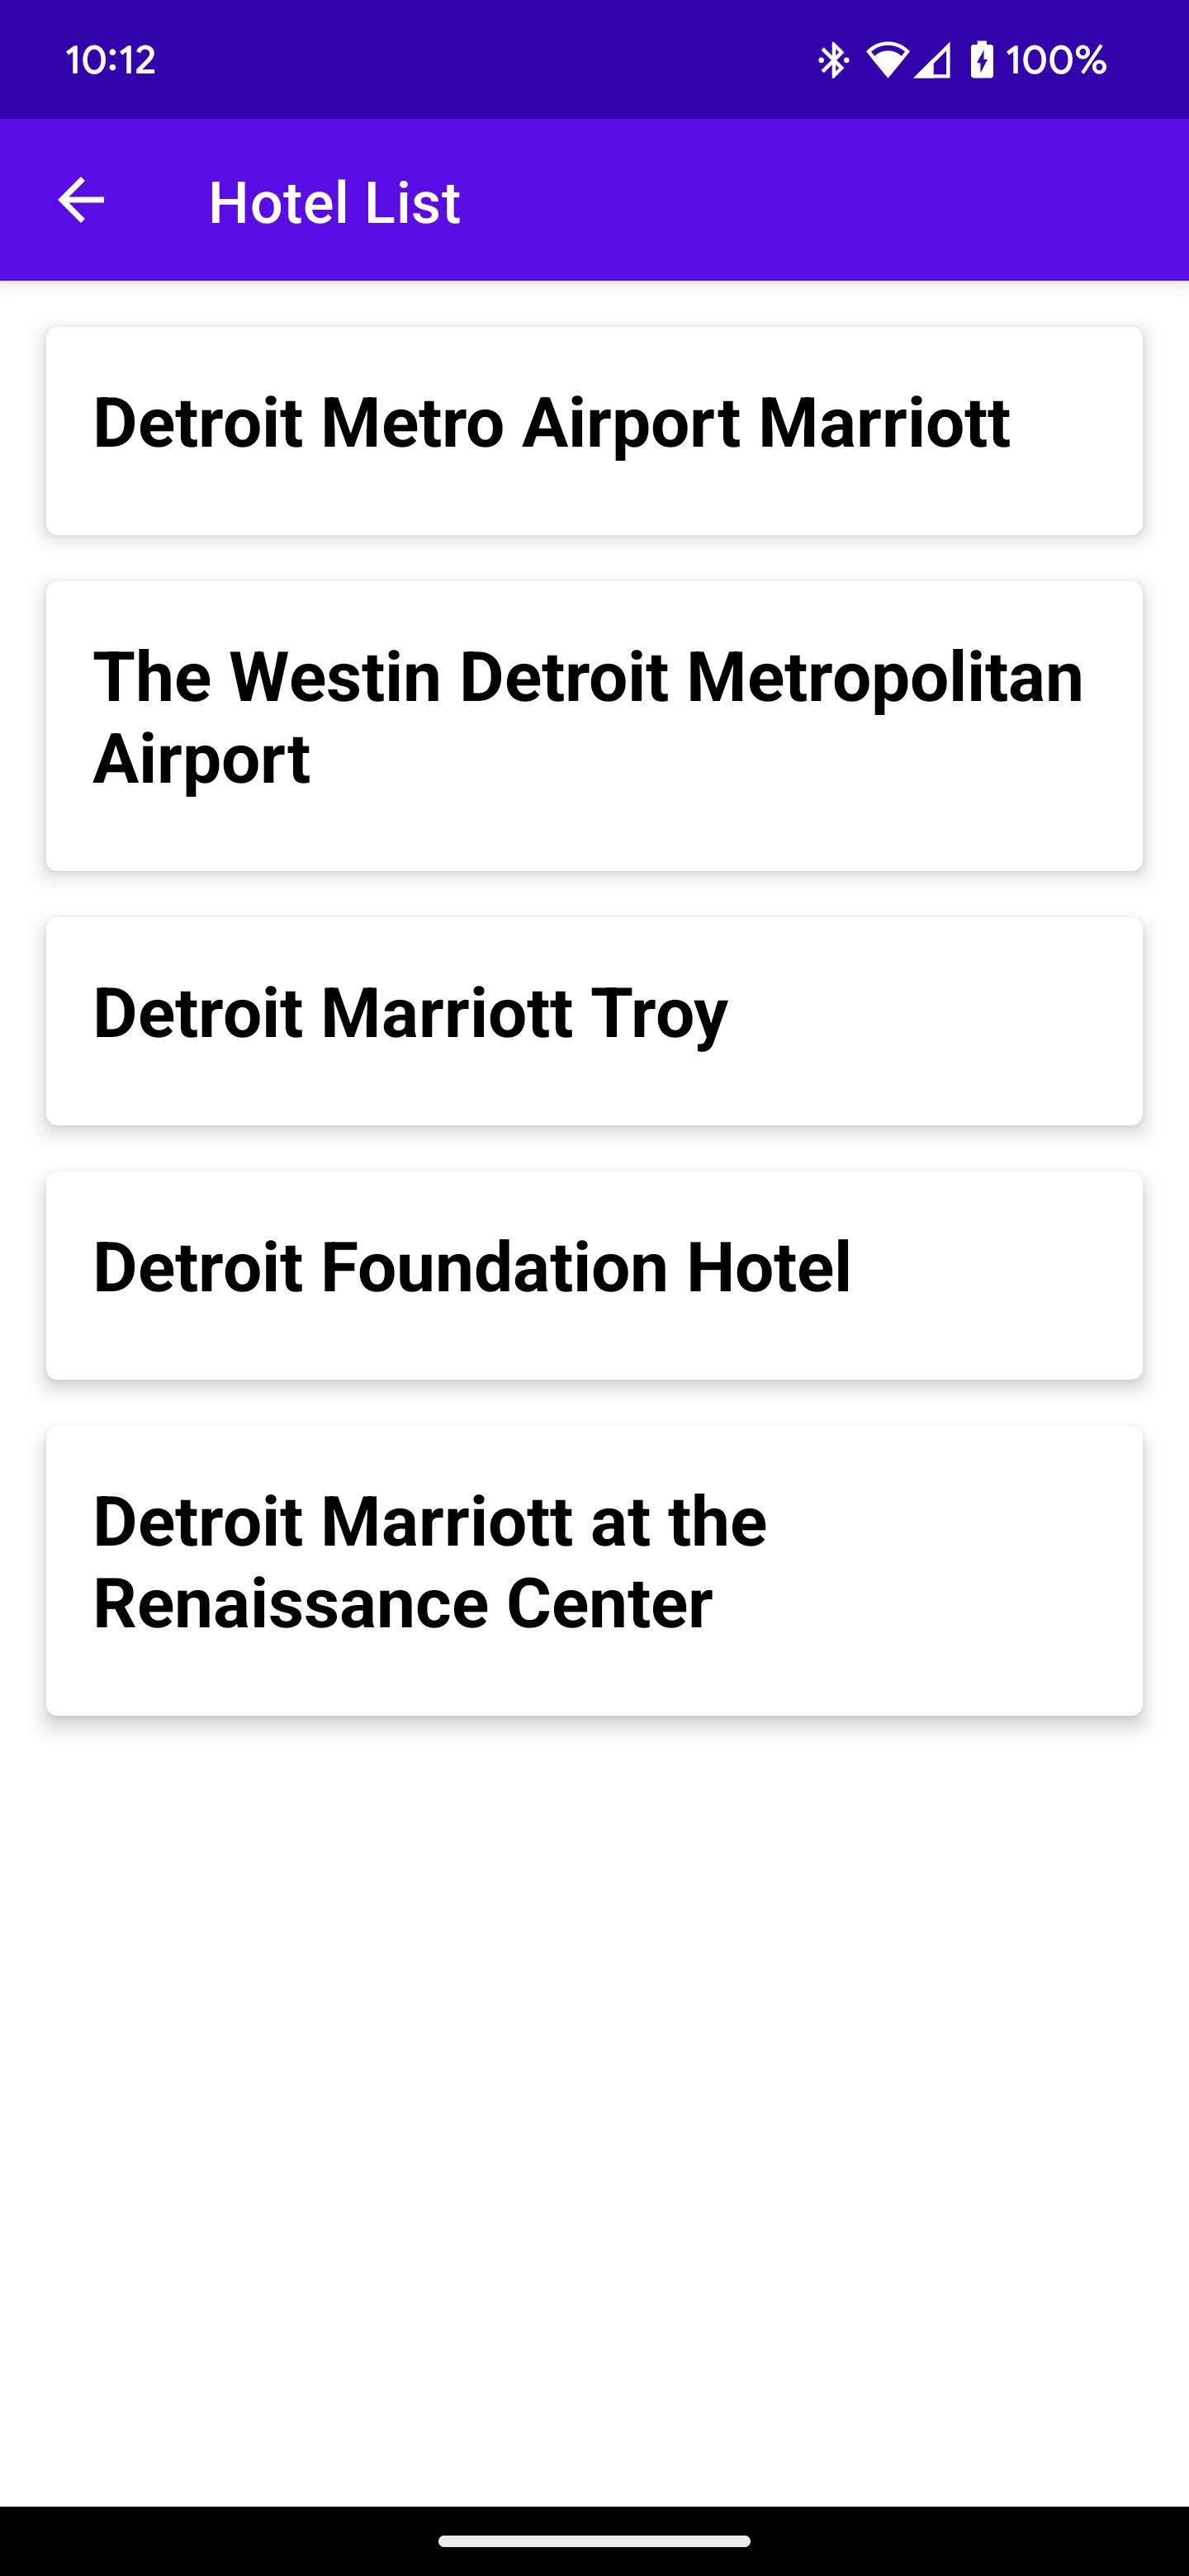 10:12 100%
Hotel List
Detroit Metro Airport Marriott
The Westin Detroit Metropolitan
Airport
Detroit Marriott Troy
Detroit Foundation Hotel
Detroit Marriott at the
Renaissance Center